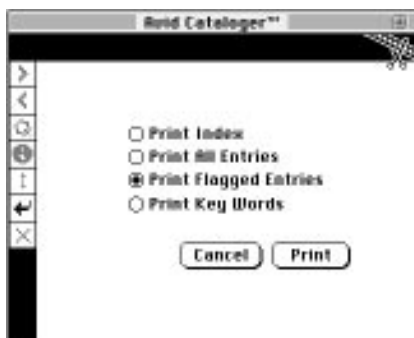 Avid Cataloger™
Print Index
Print All Entries
Print Flagged Entries
Print Key Words
Cancel Print